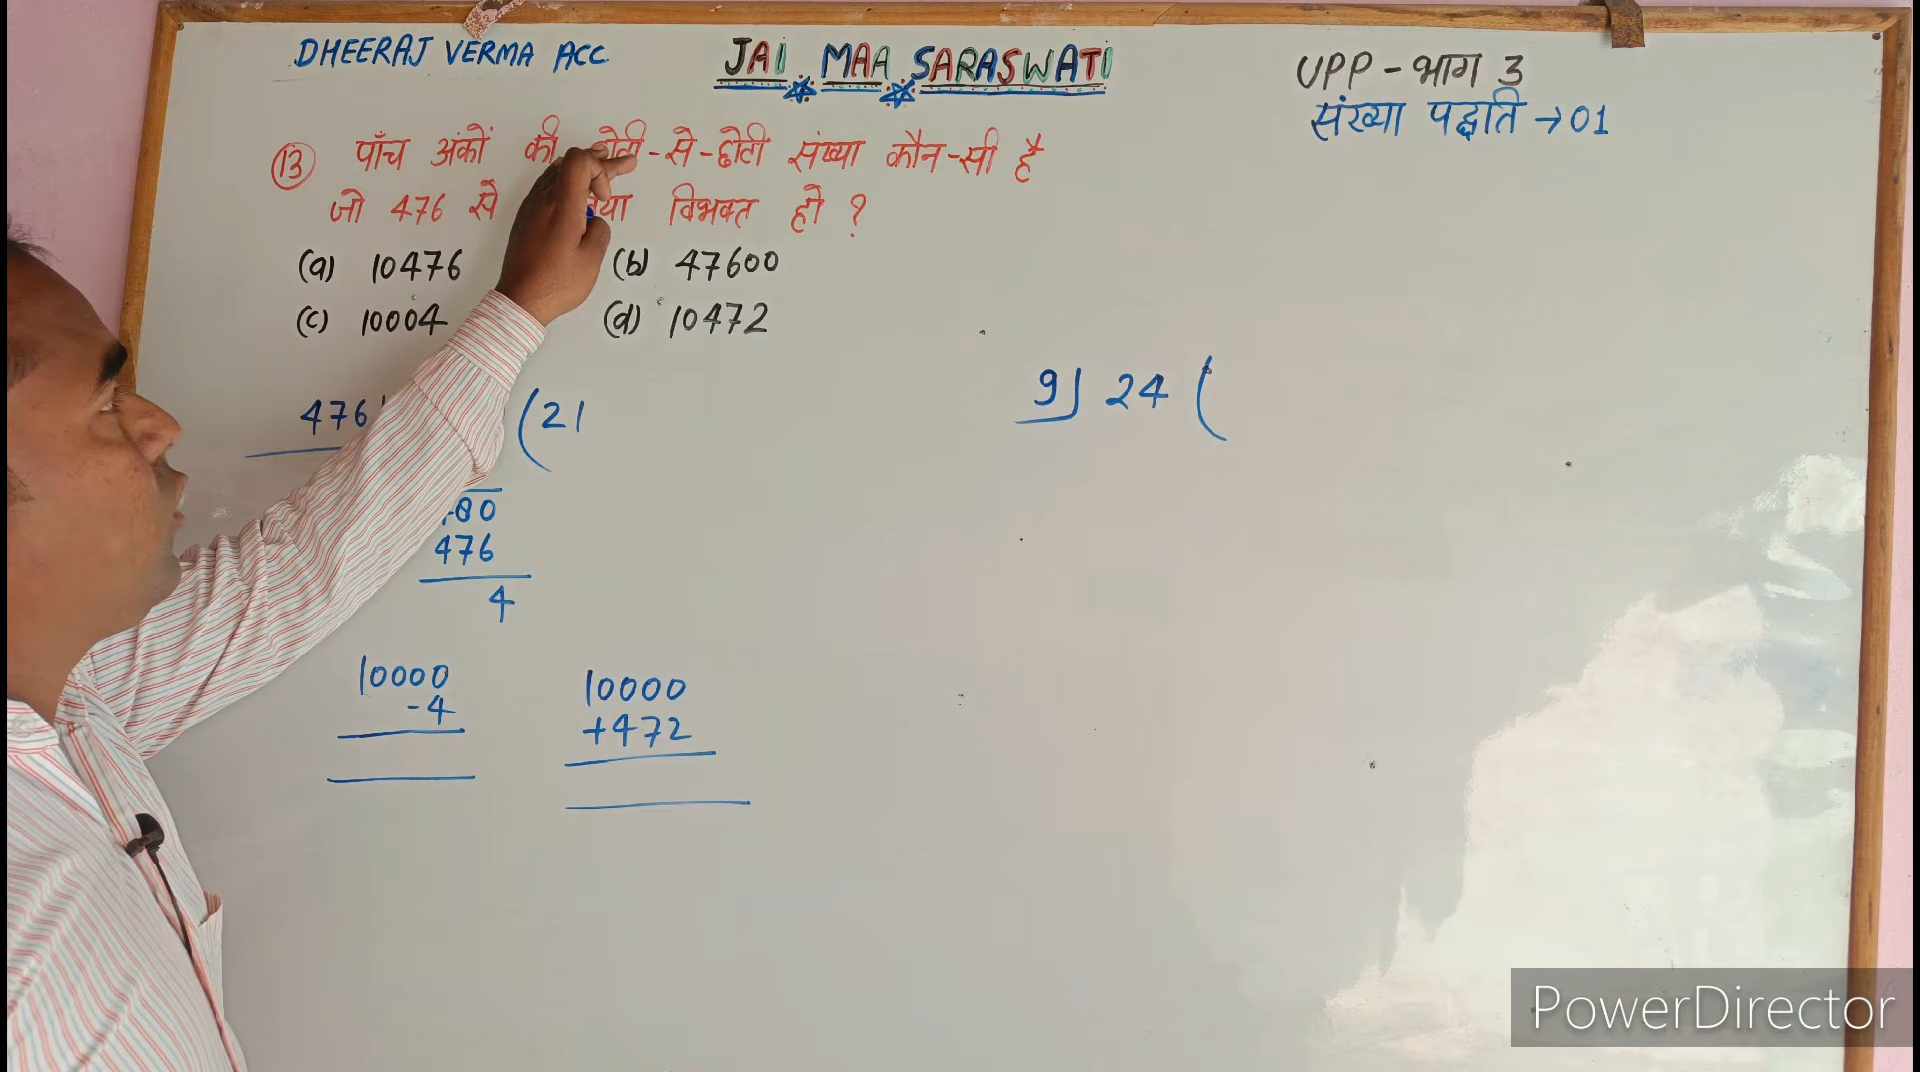 DHEERAJ VERMA ACC.
JAI MAA SARASWATI
UPP - भाग 3
संख्या पद्धति → 01
(13) पाँच अंकों की छोटी-से-छोटी संख्या कौन-सी है
जो 476 से विभक्त हो ?
(a) 10476 (b) 47600
(c) 10004 (d) 10472
476 ( 21
80
476
4
10000
-4
10000
+472
9) 24 (
PowerDirector